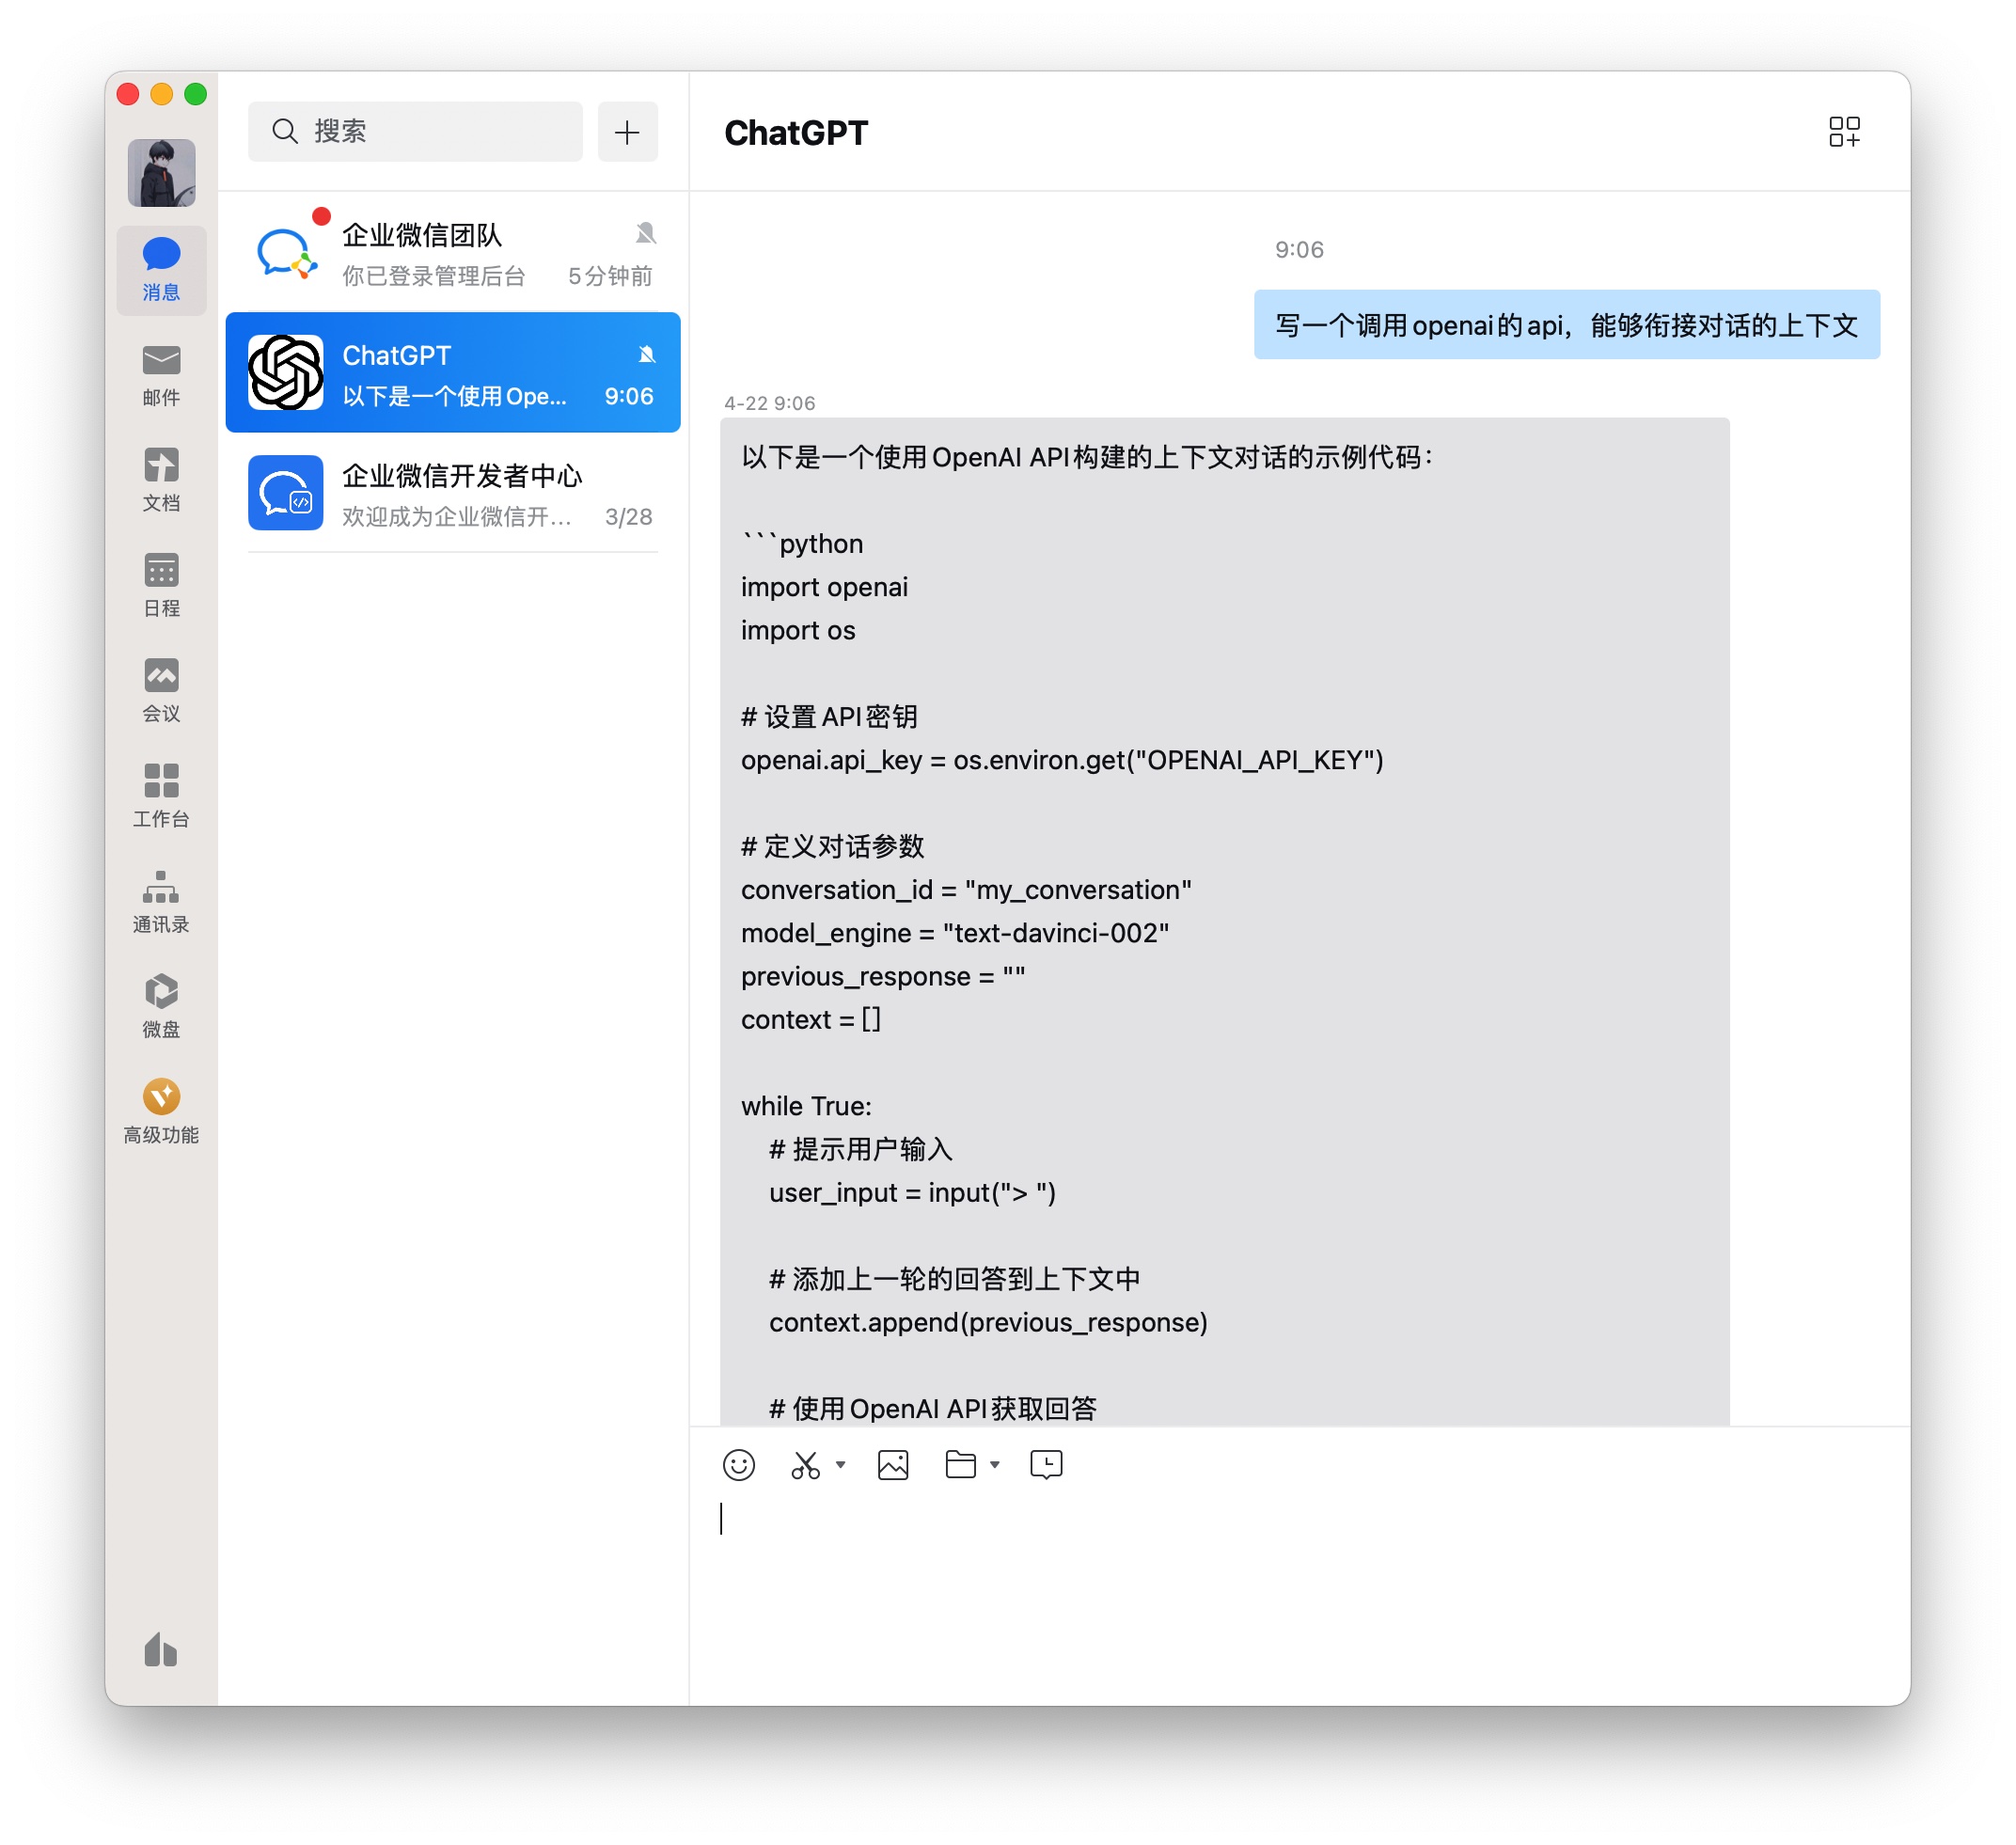 搜索
消息
邮件
文档
日程
会议
工作台
通讯录
微盘
高级功能
企业微信团队
你已登录管理后台 5分钟前
ChatGPT
以下是一个使用Ope... 9:06
企业微信开发者中心
欢迎成为企业微信开... 3/28
ChatGPT
9:06
写一个调用openai的api，能够衔接对话的上下文
4-22 9:06
以下是一个使用OpenAI API构建的上下文对话的示例代码：
```python
import openai
import os
# 设置API密钥
openai.api_key = os.environ.get("OPENAI_API_KEY")
# 定义对话参数
conversation_id = "my_conversation"
model_engine = "text-davinci-002"
previous_response = ""
context = []
while True:
    # 提示用户输入
    user_input = input("> ")
    # 添加上一轮的回答到上下文中
    context.append(previous_response)
    # 使用OpenAI API获取回答